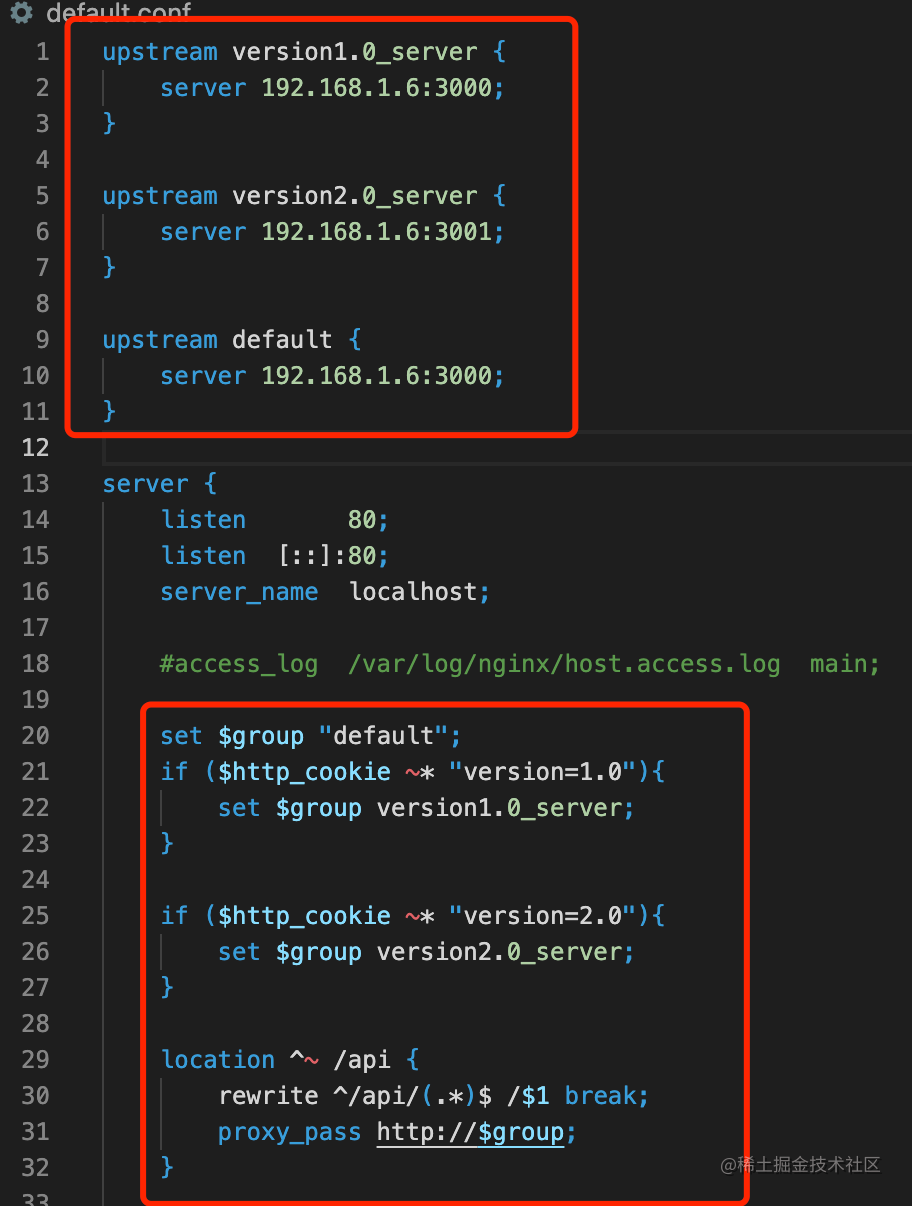 default.conf
1 upstream version1.0_server {
2 server 192.168.1.6:3000;
3 }
4
5 upstream version2.0_server {
6 server 192.168.1.6:3001;
7 }
8
9 upstream default {
10 server 192.168.1.6:3000;
11 }
12
13 server {
14 listen 80;
15 listen [::]:80;
16 server_name localhost;
17
18 #access_log /var/log/nginx/host.access.log main;
19
20 set $group "default";
21 if ($http_cookie ~* "version=1.0"){
22 set $group version1.0_server;
23 }
24
25 if ($http_cookie ~* "version=2.0"){
26 set $group version2.0_server;
27 }
28
29 location ^~ /api {
30 rewrite ^/api/(.*)$ /$1 break;
31 proxy_pass http://$group;
32 }
33
@稀土掘金技术社区